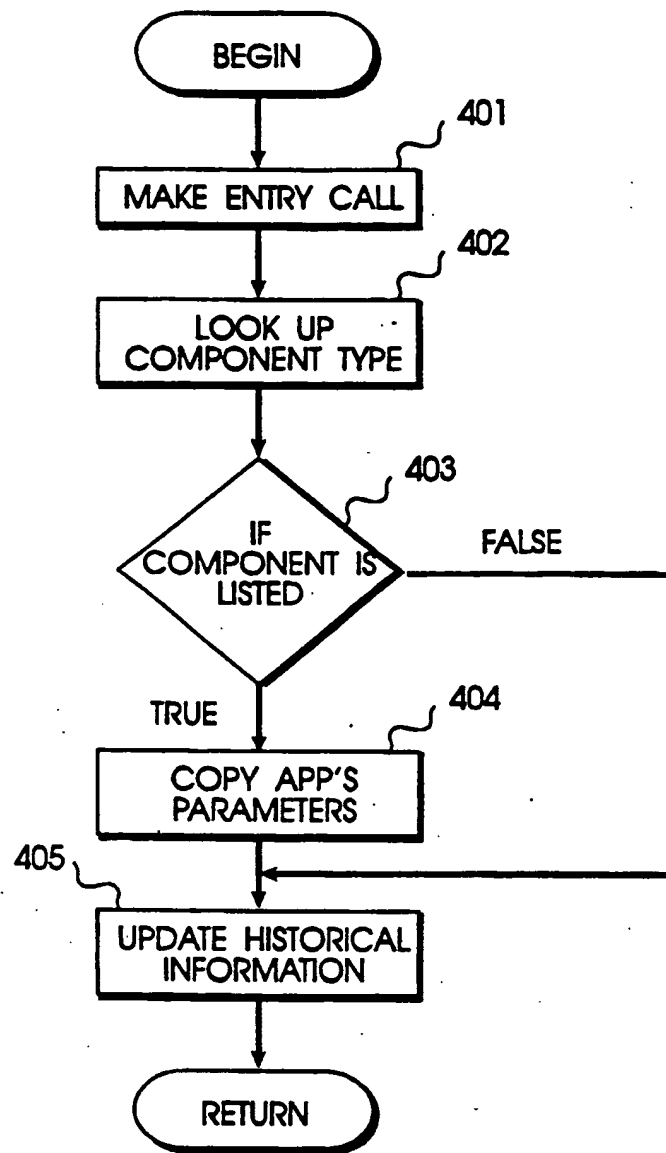 BEGIN
401
MAKE ENTRY CALL
402
LOOK UP
COMPONENT TYPE
403
IF
COMPONENT IS
LISTED
FALSE
TRUE
404
COPY APP'S
PARAMETERS
405
UPDATE HISTORICAL
INFORMATION
RETURN